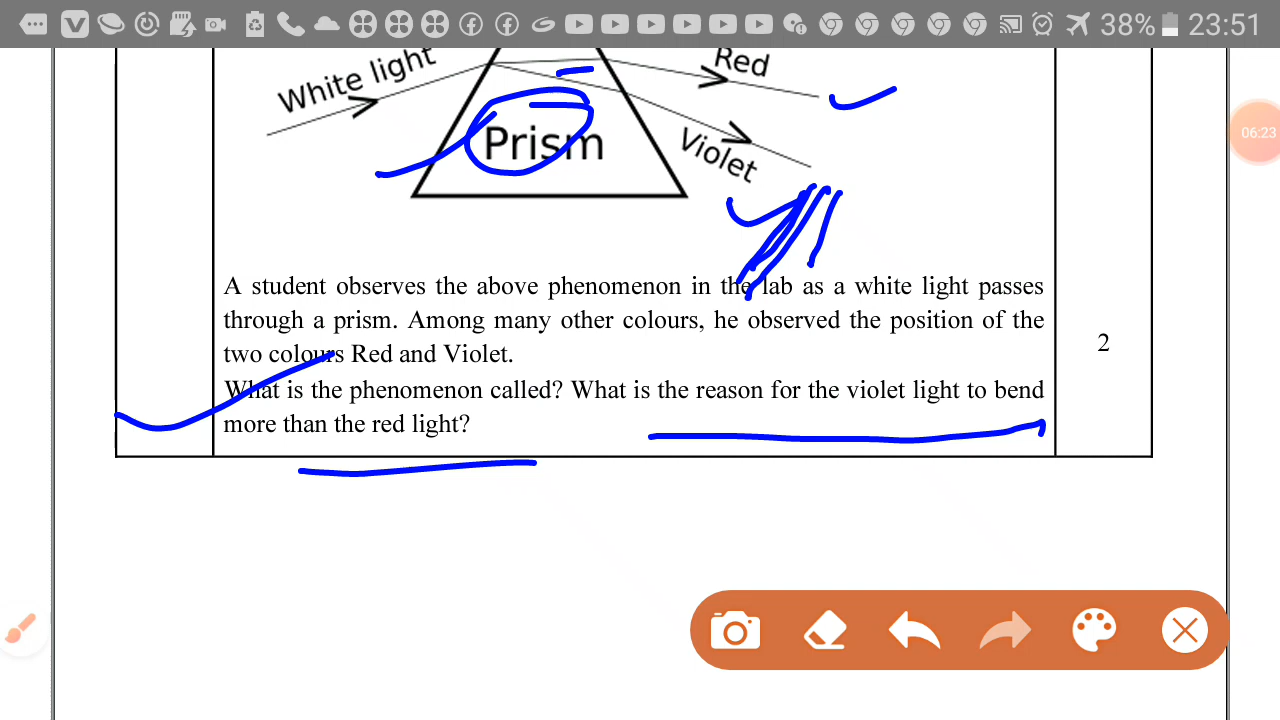 38% 23:51
White light
Red
Prism
Violet
06:23
A student observes the above phenomenon in the lab as a white light passes
through a prism. Among many other colours, he observed the position of the
two colours Red and Violet.
2
What is the phenomenon called? What is the reason for the violet light to bend
more than the red light?